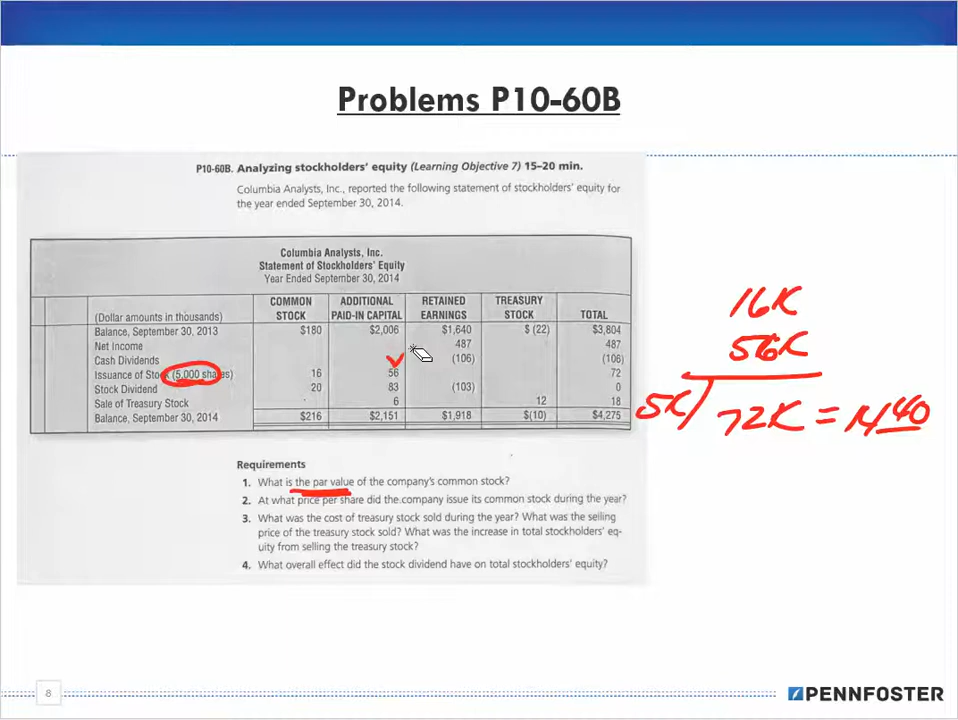 Problems P10-60B
P10-60B. Analyzing stockholders' equity (Learning Objective 7) 15–20 min.
Columbia Analysts, Inc., reported the following statement of stockholders' equity for
the year ended September 30, 2014.
Columbia Analysts, Inc.
Statement of Stockholders' Equity
Year Ended September 30, 2014
(Dollar amounts in thousands) COMMON STOCK ADDITIONAL PAID-IN CAPITAL RETAINED EARNINGS TREASURY STOCK TOTAL
Balance, September 30, 2013 $180 $2,006 $1,640 $ (22) $3,804
Net Income 487 487
Cash Dividends (106) (106)
Issuance of Stock (5,000 shares) 16 56 72
Stock Dividend 20 83 (103) 0
Sale of Treasury Stock 6 12 18
Balance, September 30, 2014 $216 $2,151 $1,918 $(10) $4,275
16K
56K
5K 72K = 14 40
Requirements
1. What is the par value of the company's common stock?
2. At what price per share did the company issue its common stock during the year?
3. What was the cost of treasury stock sold during the year? What was the selling
price of the treasury stock sold? What was the increase in total stockholders' eq-
uity from selling the treasury stock?
4. What overall effect did the stock dividend have on total stockholders' equity?
8
PENNFOSTER